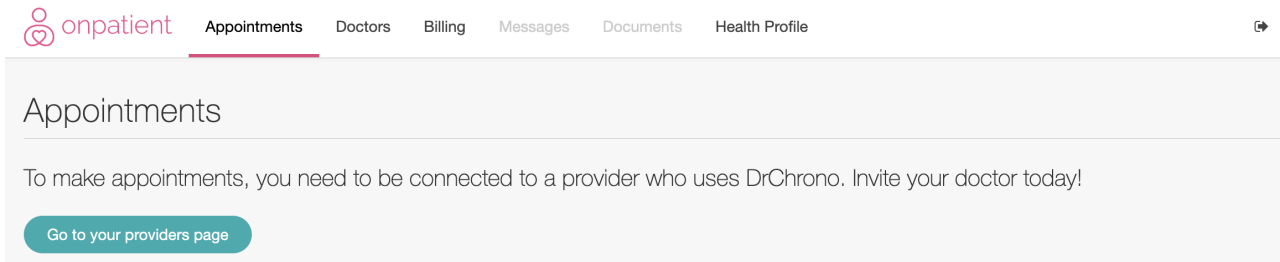 onpatient Appointments Doctors Billing Messages Documents Health Profile
Appointments
To make appointments, you need to be connected to a provider who uses DrChrono. Invite your doctor today!
Go to your providers page